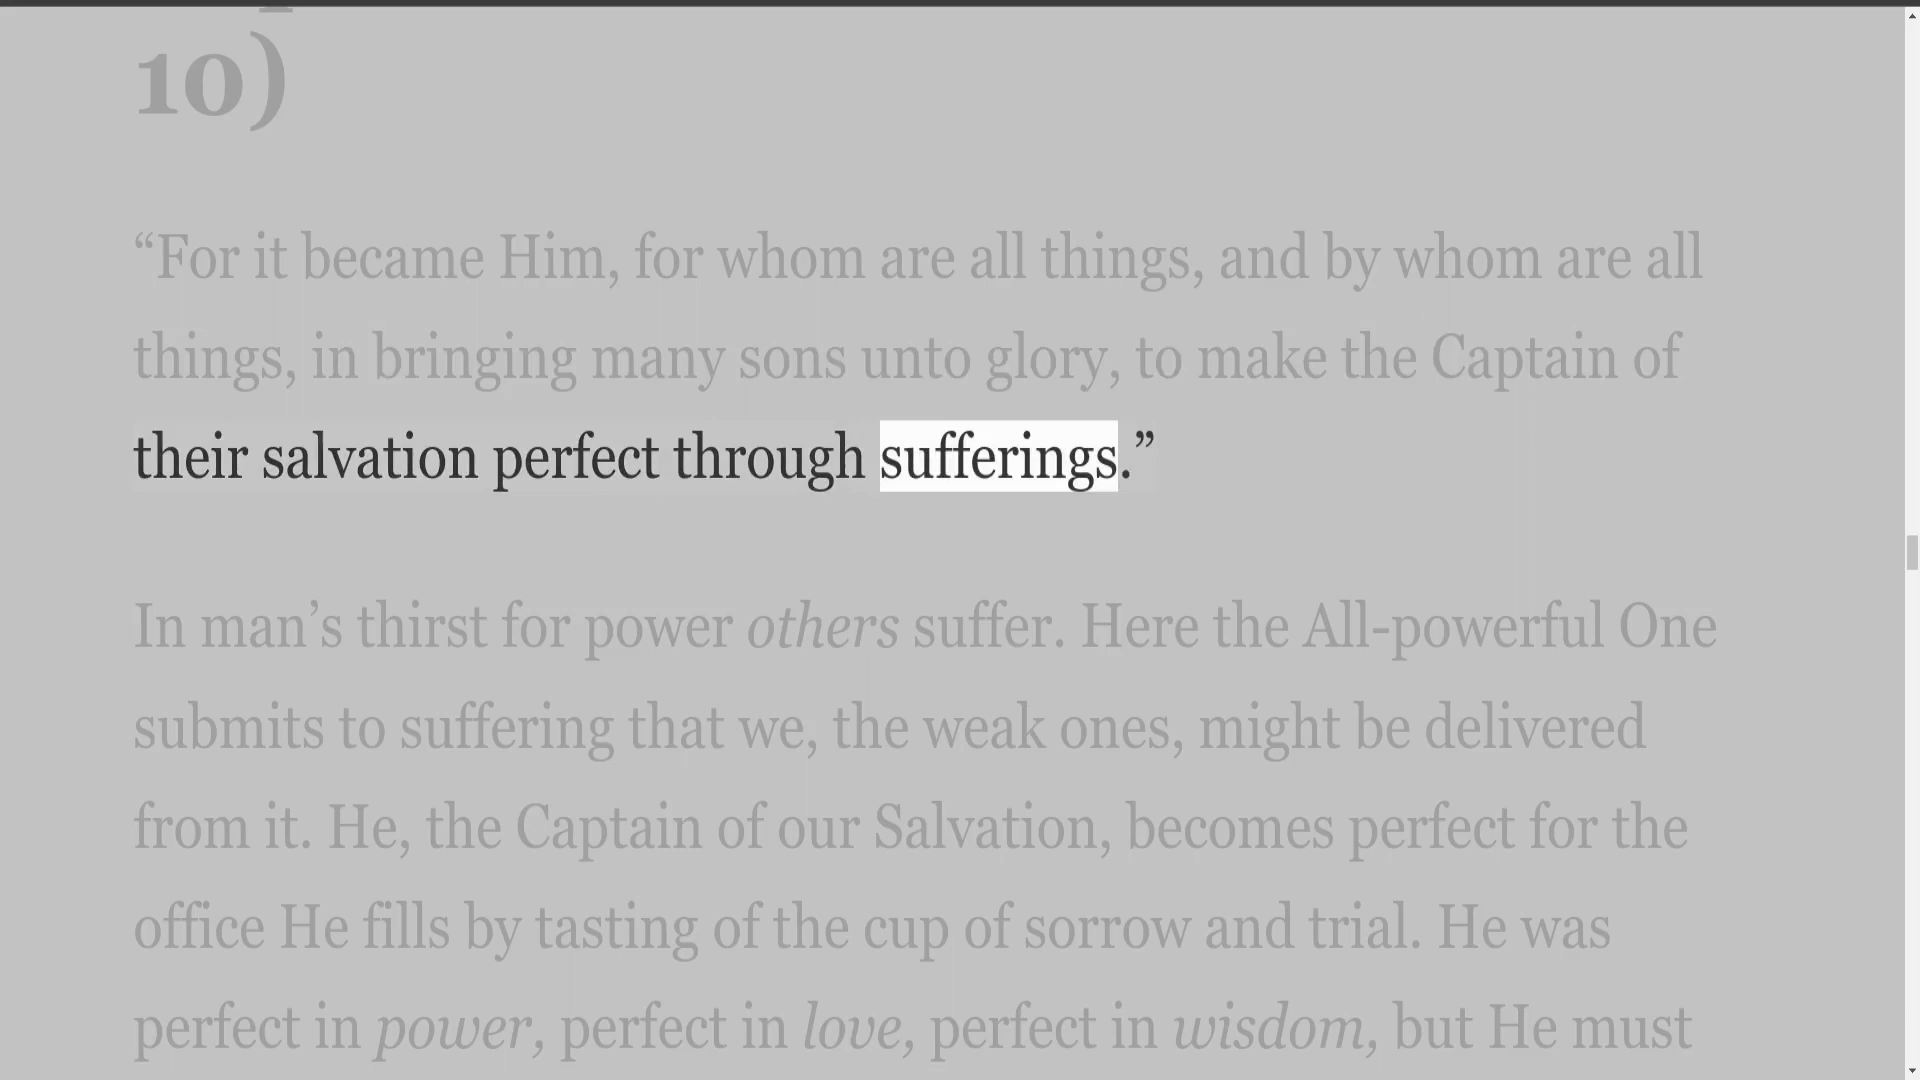 10)
“For it became Him, for whom are all things, and by whom are all
things, in bringing many sons unto glory, to make the Captain of
their salvation perfect through sufferings.”
In man’s thirst for power others suffer. Here the All-powerful One
submits to suffering that we, the weak ones, might be delivered
from it. He, the Captain of our Salvation, becomes perfect for the
office He fills by tasting of the cup of sorrow and trial. He was
perfect in power, perfect in love, perfect in wisdom, but He must